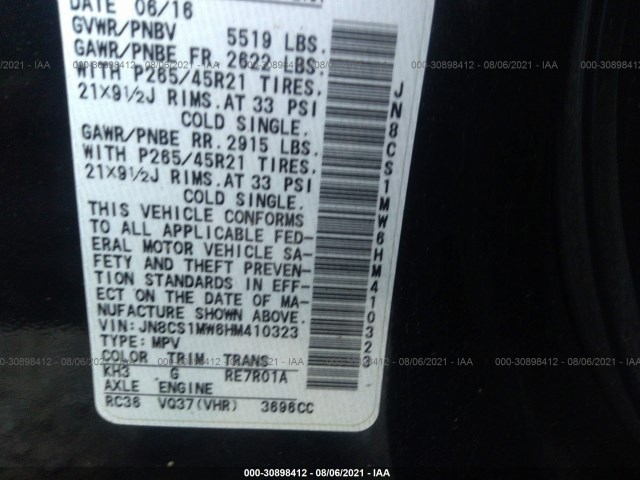 DATE 06/16
GVWR/PNBV 5519 LBS.
GAWR/PNBE FR. 2622 LBS.
WITH P265/45R21 TIRES.
21X9½J RIMS.AT 33 PSI
COLD SINGLE.
GAWR/PNBE RR. 2915 LBS.
WITH P265/45R21 TIRES.
21X9½J RIMS.AT 33 PSI
COLD SINGLE.
THIS VEHICLE CONFORMS
TO ALL APPLICABLE FED-
ERAL MOTOR VEHICLE SA-
FETY AND THEFT PREVEN-
TION STANDARDS IN EFF-
ECT ON THE DATE OF MA-
NUFACTURE SHOWN ABOVE.
VIN:JN8CS1MW6HM410323
TYPE: MPV
COLOR TRIM TRANS
KH3 G RE7R01A
AXLE ENGINE
RC36 VQ37(VHR) 3696CC
JN8CS1MW6HM410323
000-30898412 - 08/06/2021 - IAA
000-30898412 - 08/06/2021 - IAA
000-30898412 - 08/06/2021 - IAA
000-30898412 - 08/06/2021 - IAA
000-30898412 - 08/06/2021 - IAA
000-30898412 - 08/06/2021 - IAA
000-30898412 - 08/06/2021 - IAA